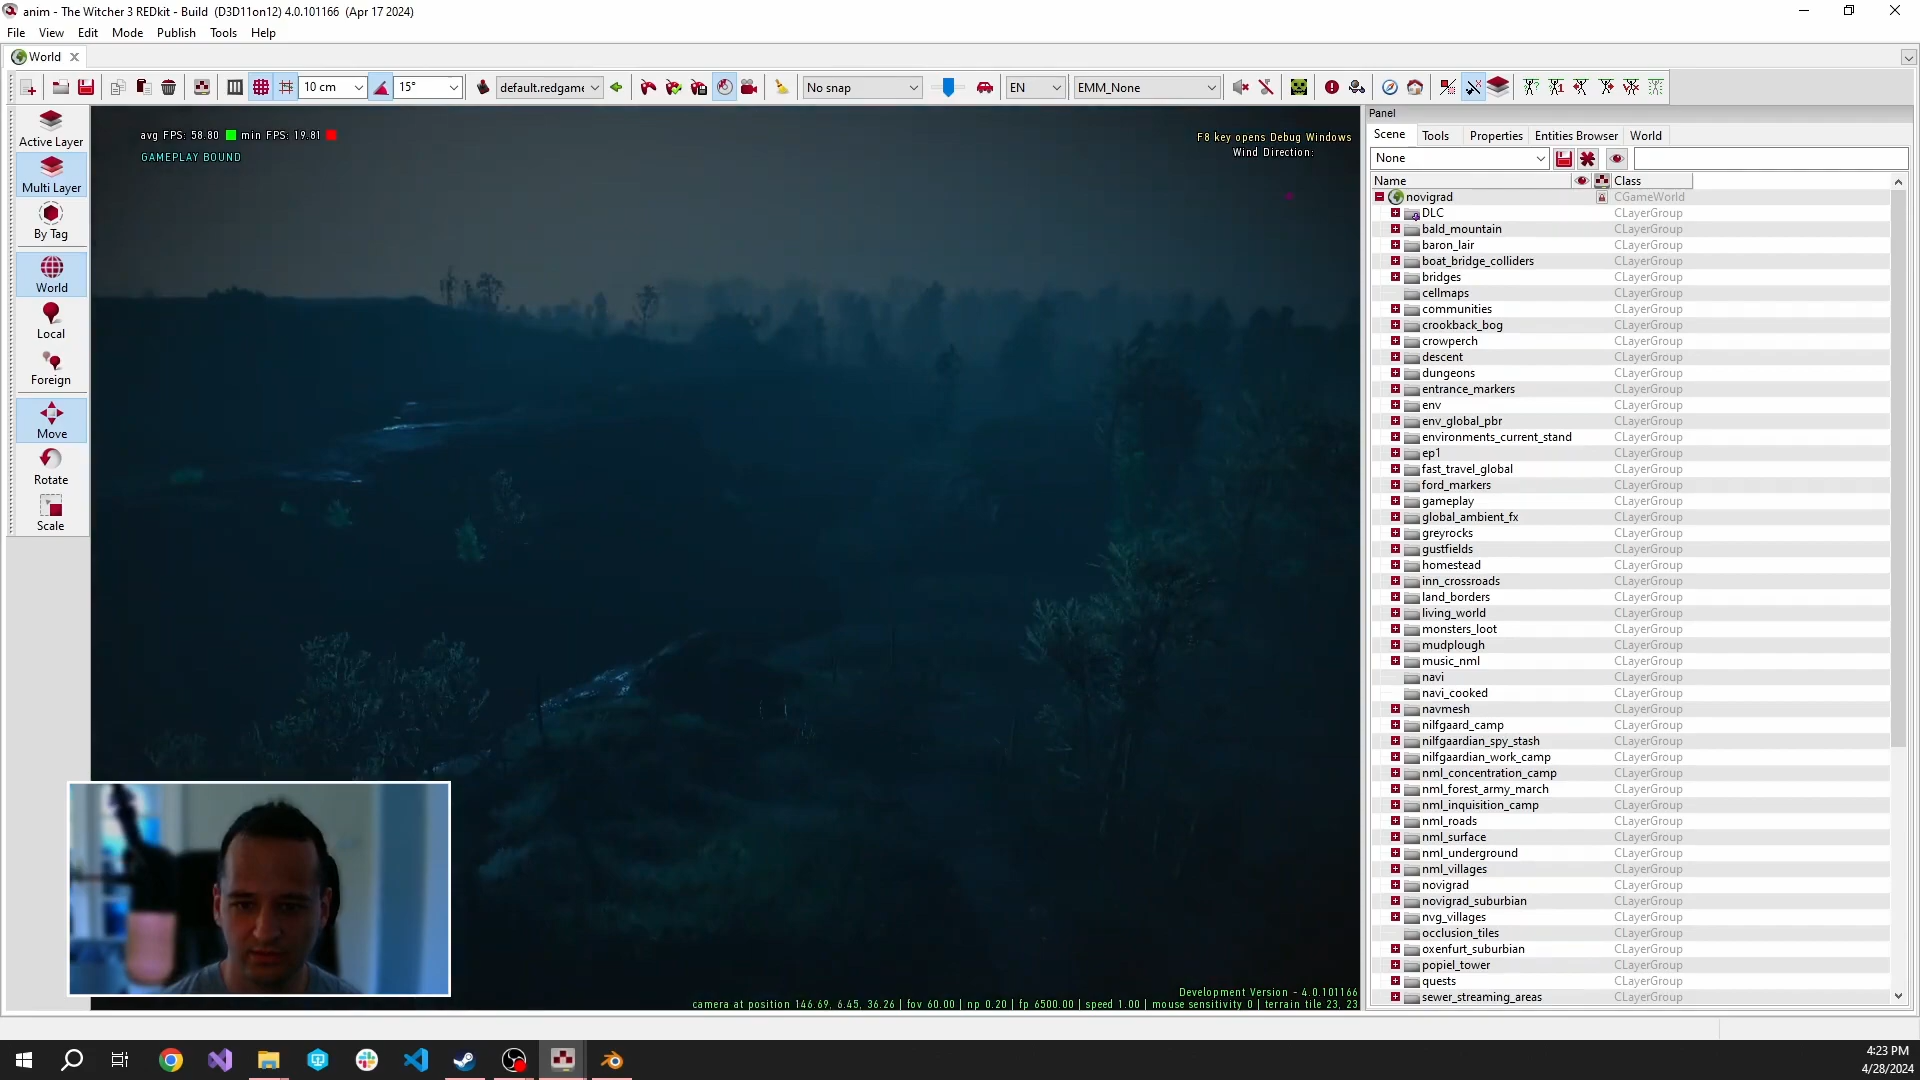 anim - The Witcher 3 REDkit - Build  (D3D11on12) 4.0.101166  (Apr 17 2024)
File View Edit Mode Publish Tools Help
World
10 cm 15° default.redgame No snap EN EMM_None
Active Layer
Multi Layer
By Tag
World
Local
Foreign
Move
Rotate
Scale
avg FPS: 58.80 min FPS: 19.81
GAMEPLAY BOUND
F8 key opens Debug Windows
Wind Direction:
Development Version - 4.0.101166
camera at position 146.69, 6.45, 36.26 | fov 60.00 | np 0.20 | fp 6500.00 | speed 1.00 | mouse sensitivity 0 | terrain tile 23, 23
Panel
Scene Tools Properties Entities Browser World
None
Name Class
novigrad CGameWorld
DLC CLayerGroup
bald_mountain CLayerGroup
baron_lair CLayerGroup
boat_bridge_colliders CLayerGroup
bridges CLayerGroup
cellmaps CLayerGroup
communities CLayerGroup
crookback_bog CLayerGroup
crowperch CLayerGroup
descent CLayerGroup
dungeons CLayerGroup
entrance_markers CLayerGroup
env CLayerGroup
env_global_pbr CLayerGroup
environments_current_stand CLayerGroup
ep1 CLayerGroup
fast_travel_global CLayerGroup
ford_markers CLayerGroup
gameplay CLayerGroup
global_ambient_fx CLayerGroup
greyrocks CLayerGroup
gustfields CLayerGroup
homestead CLayerGroup
inn_crossroads CLayerGroup
land_borders CLayerGroup
living_world CLayerGroup
monsters_loot CLayerGroup
mudplough CLayerGroup
music_nml CLayerGroup
navi CLayerGroup
navi_cooked CLayerGroup
navmesh CLayerGroup
nilfgaard_camp CLayerGroup
nilfgaardian_spy_stash CLayerGroup
nilfgaardian_work_camp CLayerGroup
nml_concentration_camp CLayerGroup
nml_forest_army_march CLayerGroup
nml_inquisition_camp CLayerGroup
nml_roads CLayerGroup
nml_surface CLayerGroup
nml_underground CLayerGroup
nml_villages CLayerGroup
novigrad CLayerGroup
novigrad_suburbian CLayerGroup
nvg_villages CLayerGroup
occlusion_tiles CLayerGroup
oxenfurt_suburbian CLayerGroup
popiel_tower CLayerGroup
quests CLayerGroup
sewer_streaming_areas CLayerGroup
4:23 PM
4/28/2024